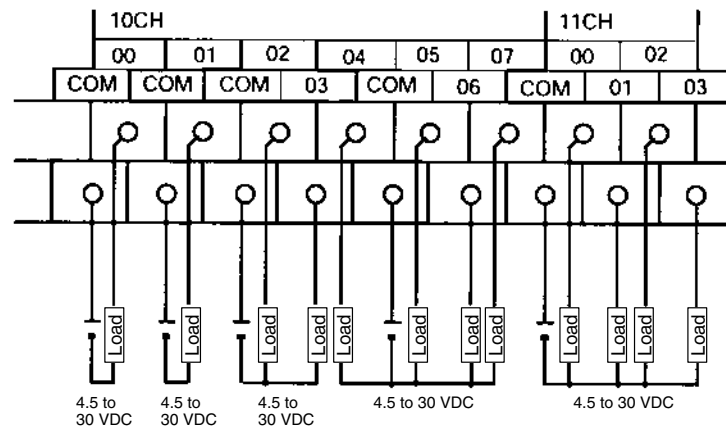 10CH 11CH
00 01 02 04 05 07 00 02
COM COM COM 03 COM 06 COM 01 03
Load Load Load Load Load Load Load Load Load Load Load Load
4.5 to 4.5 to 4.5 to 4.5 to 30 VDC 4.5 to 30 VDC
30 VDC 30 VDC 30 VDC